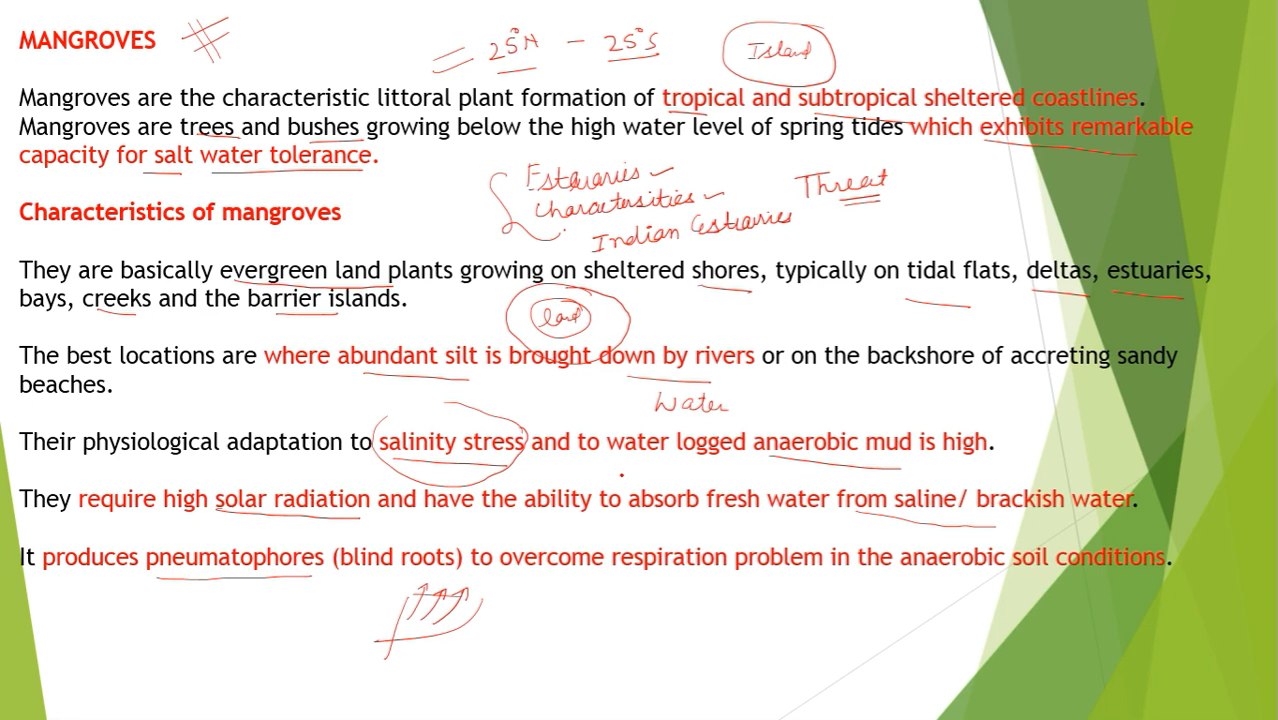 MANGROVES
= 25°N - 25°S
Island
Mangroves are the characteristic littoral plant formation of tropical and subtropical sheltered coastlines.
Mangroves are trees and bushes growing below the high water level of spring tides which exhibits remarkable
capacity for salt water tolerance.
Estuaries
Threat
Charactersities
Characteristics of mangroves
Indian Estuaries
They are basically evergreen land plants growing on sheltered shores, typically on tidal flats, deltas, estuaries,
bays, creeks and the barrier islands.
land
The best locations are where abundant silt is brought down by rivers or on the backshore of accreting sandy
beaches.
Water
Their physiological adaptation to salinity stress and to water logged anaerobic mud is high.
They require high solar radiation and have the ability to absorb fresh water from saline/ brackish water.
It produces pneumatophores (blind roots) to overcome respiration problem in the anaerobic soil conditions.